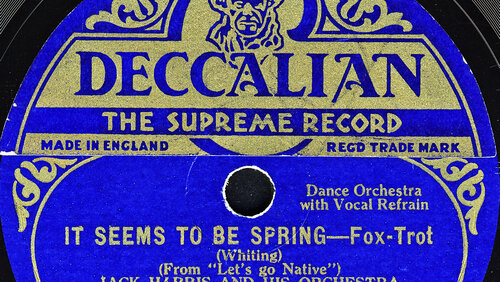 DECCALIAN
THE SUPREME RECORD
MADE IN ENGLAND
REGD TRADE MARK
Dance Orchestra
with Vocal Refrain
IT SEEMS TO BE SPRING—Fox-Trot
(Whiting)
(From "Let's go Native")
JACK HARRIS AND HIS ORCHESTRA